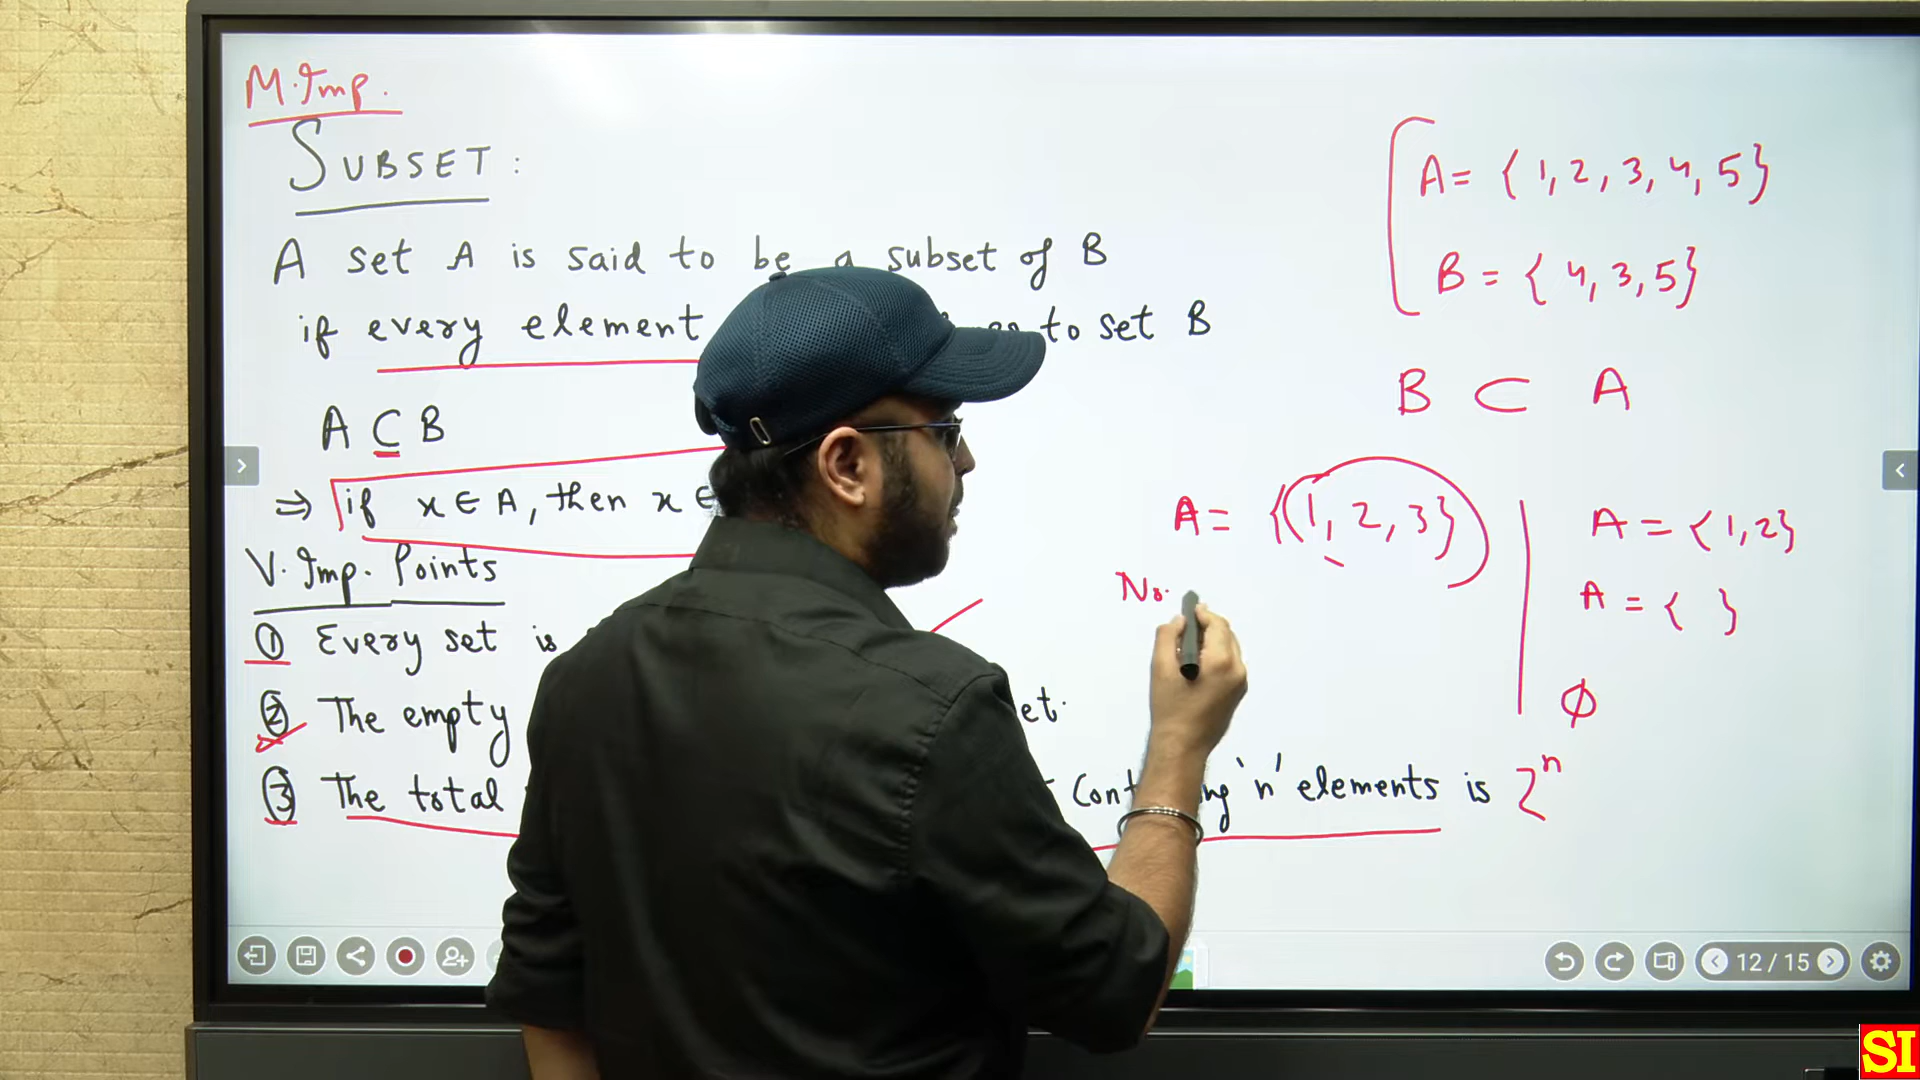 M.Imp.
SUBSET:
A set A is said to be a subset of B
if every element to set B
A ⊂ B
⇒ if x ∈ A, then x ∈
V. Imp. Points
① Every set is
② The empty et.
③ The total 'n' elements is 2ⁿ
A = {1, 2, 3, 4, 5}
B = {4, 3, 5}
B ⊂ A
A = {1, 2, 3}
No.
A = {1, 2}
A = { }
φ
12 / 15
SI